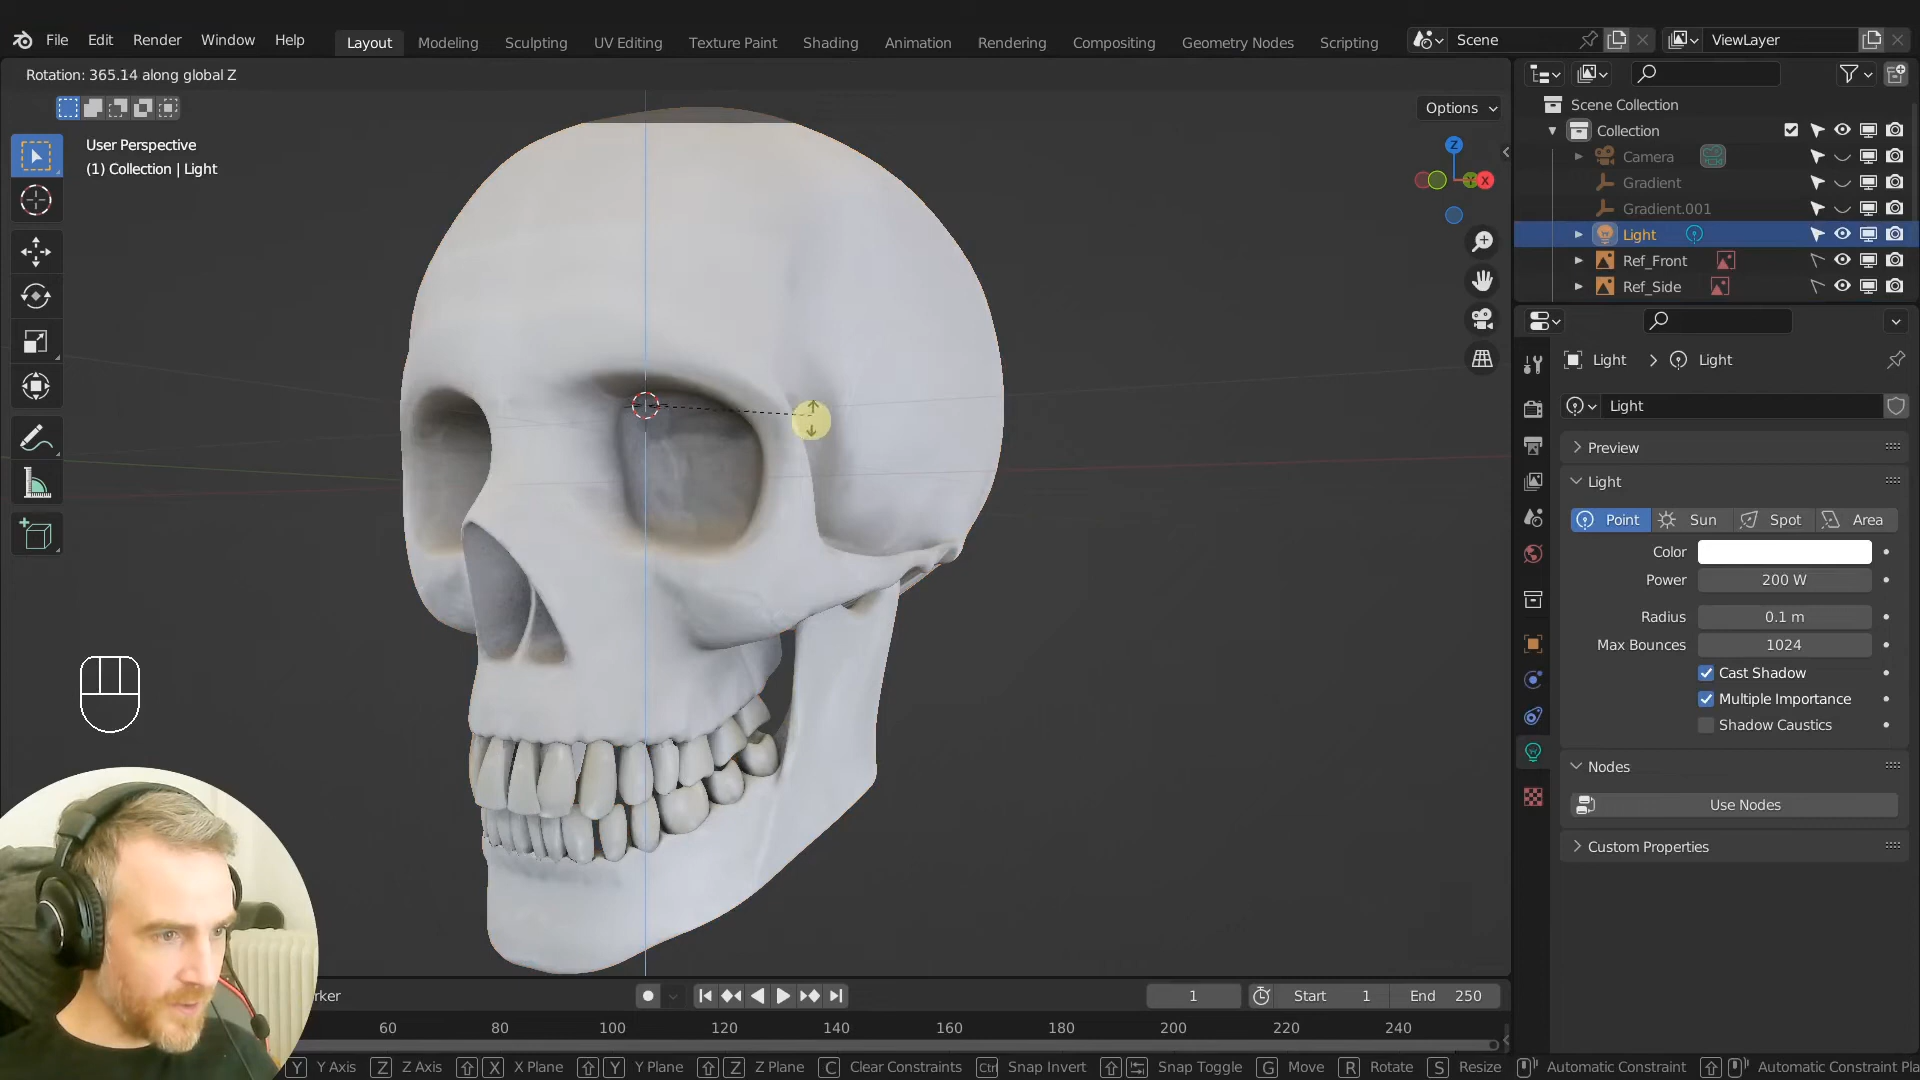 File Edit Render Window Help Layout Modeling Sculpting UV Editing Texture Paint Shading Animation Rendering Compositing Geometry Nodes Scripting Scene ViewLayer
Rotation: 365.14 along global Z
Options
User Perspective
(1) Collection | Light
Z
X
Scene Collection
Collection
Camera
Gradient
Gradient.001
Light
Ref_Front
Ref_Side
Light Light
Light
Preview
Light
Point Sun Spot Area
Color
Power 200 W
Radius 0.1 m
Max Bounces 1024
Cast Shadow
Multiple Importance
Shadow Caustics
Nodes
Use Nodes
Custom Properties
rker 1 Start 1 End 250
60 80 100 120 140 160 180 200 220 240
Y Y Axis Z Z Axis X X Plane Y Y Plane Z Z Plane C Clear Constraints Ctrl Snap Invert Snap Toggle G Move R Rotate S Resize Automatic Constraint Automatic Constraint Pla